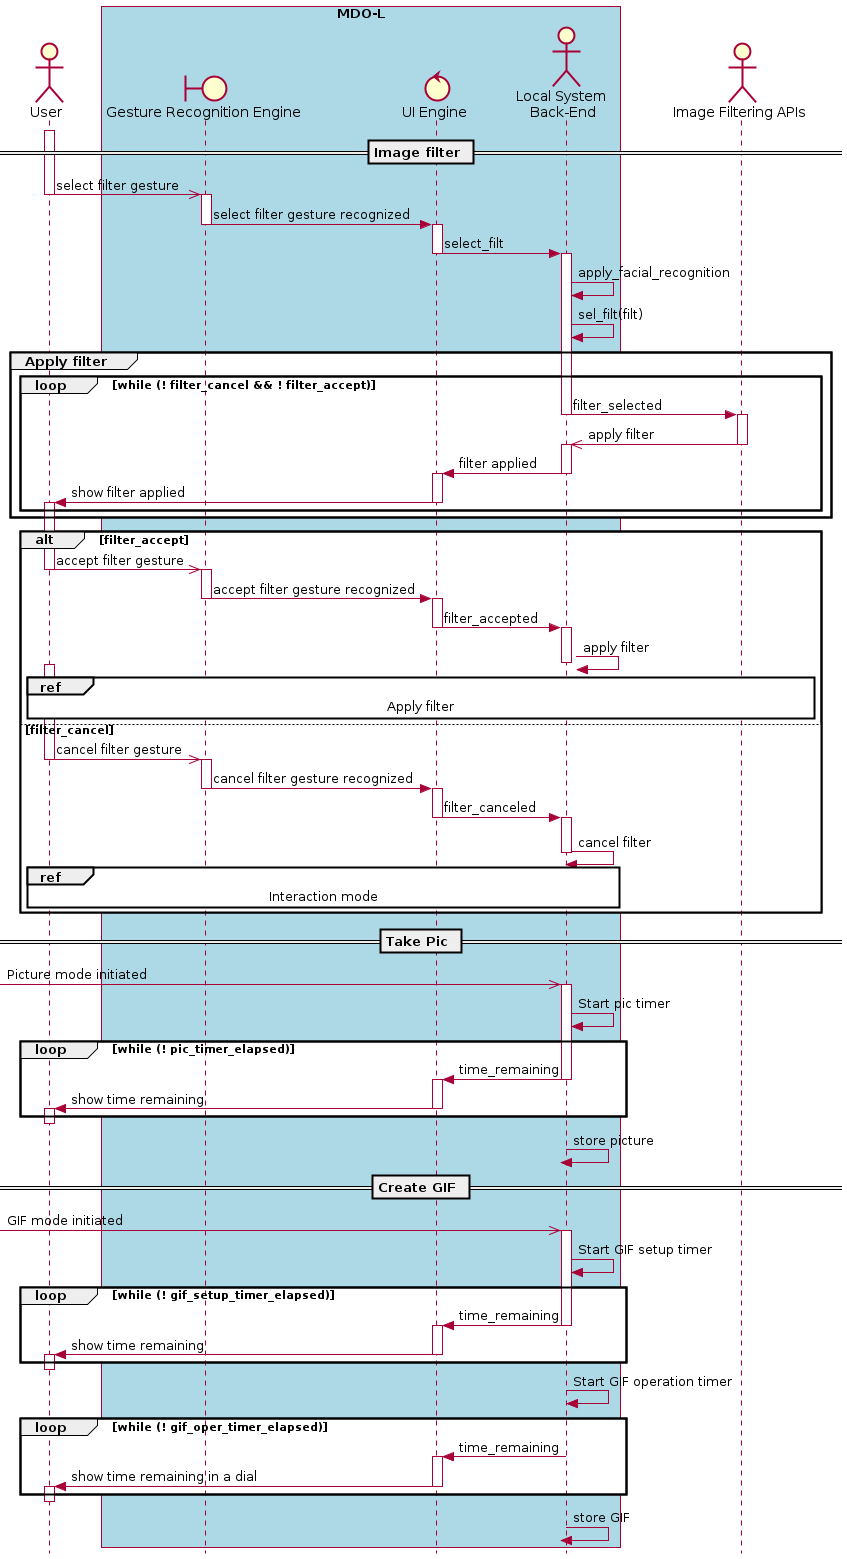 MDO-L
User
Gesture Recognition Engine
UI Engine
Local System
Back-End
Image Filtering APIs
Image filter
select filter gesture
select filter gesture recognized
select_filt
apply_facial_recognition
sel_filt(filt)
Apply filter
loop [while (! filter_cancel && ! filter_accept)]
filter_selected
apply filter
filter applied
show filter applied
alt [filter_accept]
accept filter gesture
accept filter gesture recognized
filter_accepted
apply filter
ref
Apply filter
[filter_cancel]
cancel filter gesture
cancel filter gesture recognized
filter_canceled
cancel filter
ref
Interaction mode
Take Pic
Picture mode initiated
Start pic timer
loop [while (! pic_timer_elapsed)]
time_remaining
show time remaining
store picture
Create GIF
GIF mode initiated
Start GIF setup timer
loop [while (! gif_setup_timer_elapsed)]
time_remaining
show time remaining
Start GIF operation timer
loop [while (! gif_oper_timer_elapsed)]
time_remaining
show time remaining in a dial
store GIF